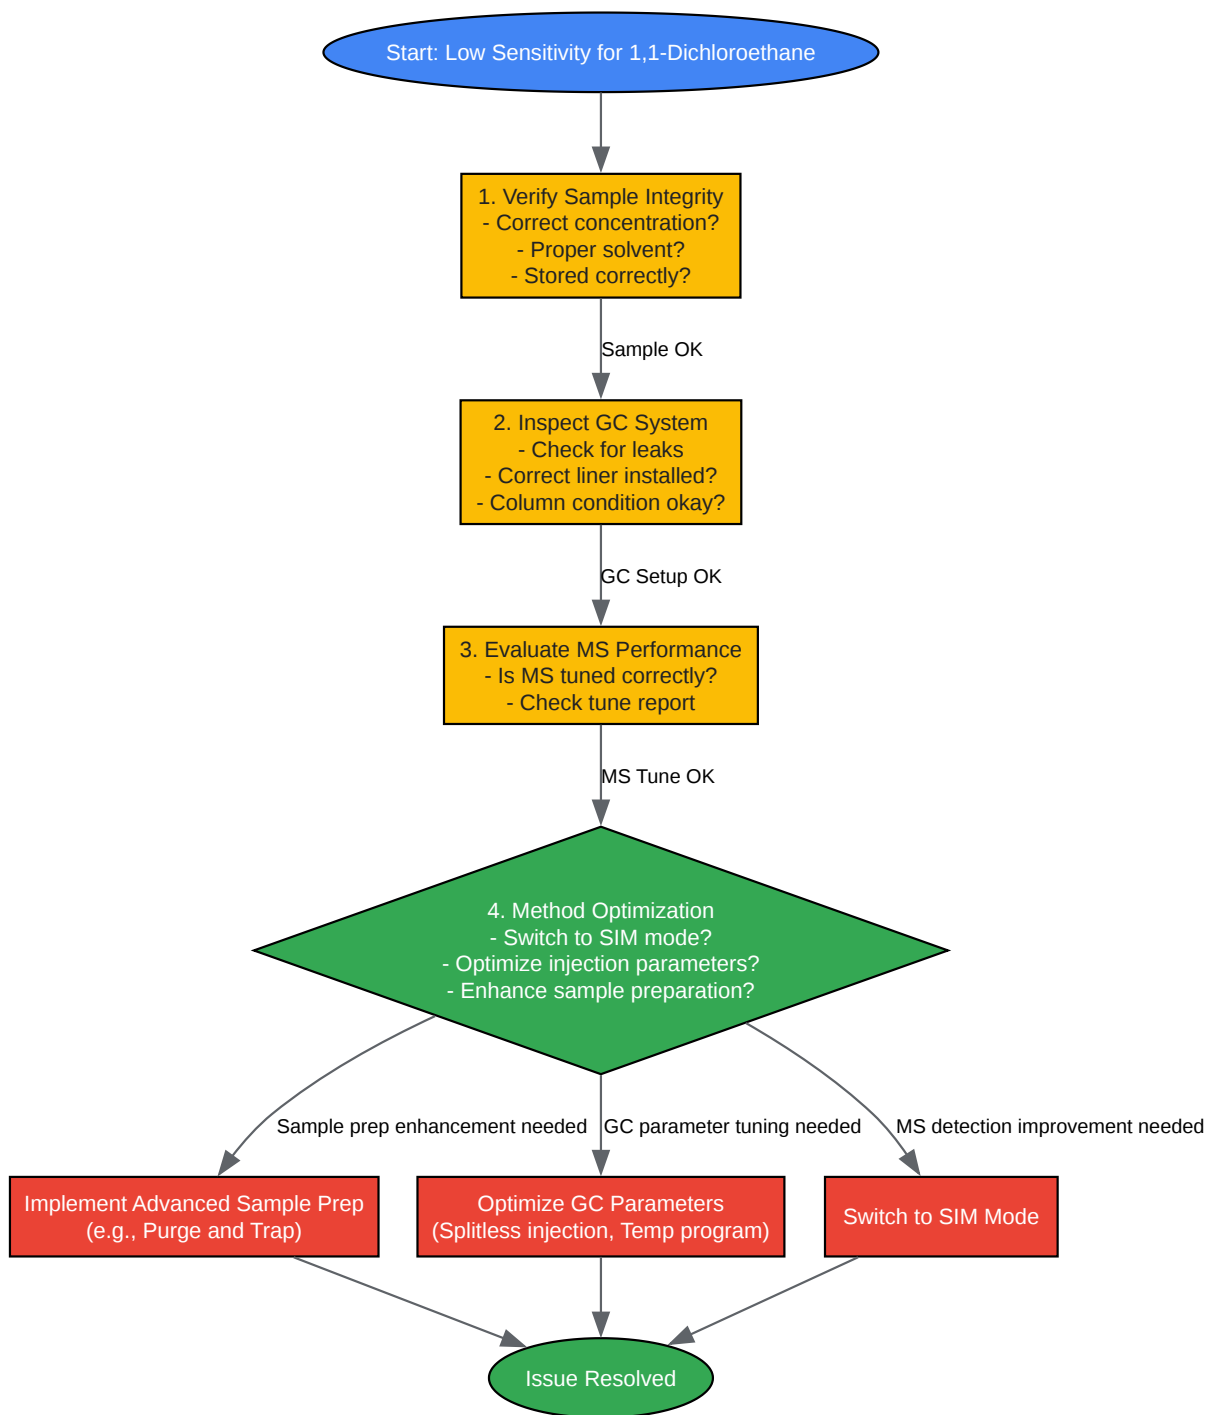 Start: Low Sensitivity for 1,1-Dichloroethane
1. Verify Sample Integrity
- Correct concentration?
- Proper solvent?
- Stored correctly?
Sample OK
2. Inspect GC System
- Check for leaks
- Correct liner installed?
- Column condition okay?
GC Setup OK
3. Evaluate MS Performance
- Is MS tuned correctly?
- Check tune report
MS Tune OK
4. Method Optimization
- Switch to SIM mode?
- Optimize injection parameters?
- Enhance sample preparation?
Sample prep enhancement needed
GC parameter tuning needed
MS detection improvement needed
Implement Advanced Sample Prep
(e.g., Purge and Trap)
Optimize GC Parameters
(Splitless injection, Temp program)
Switch to SIM Mode
Issue Resolved